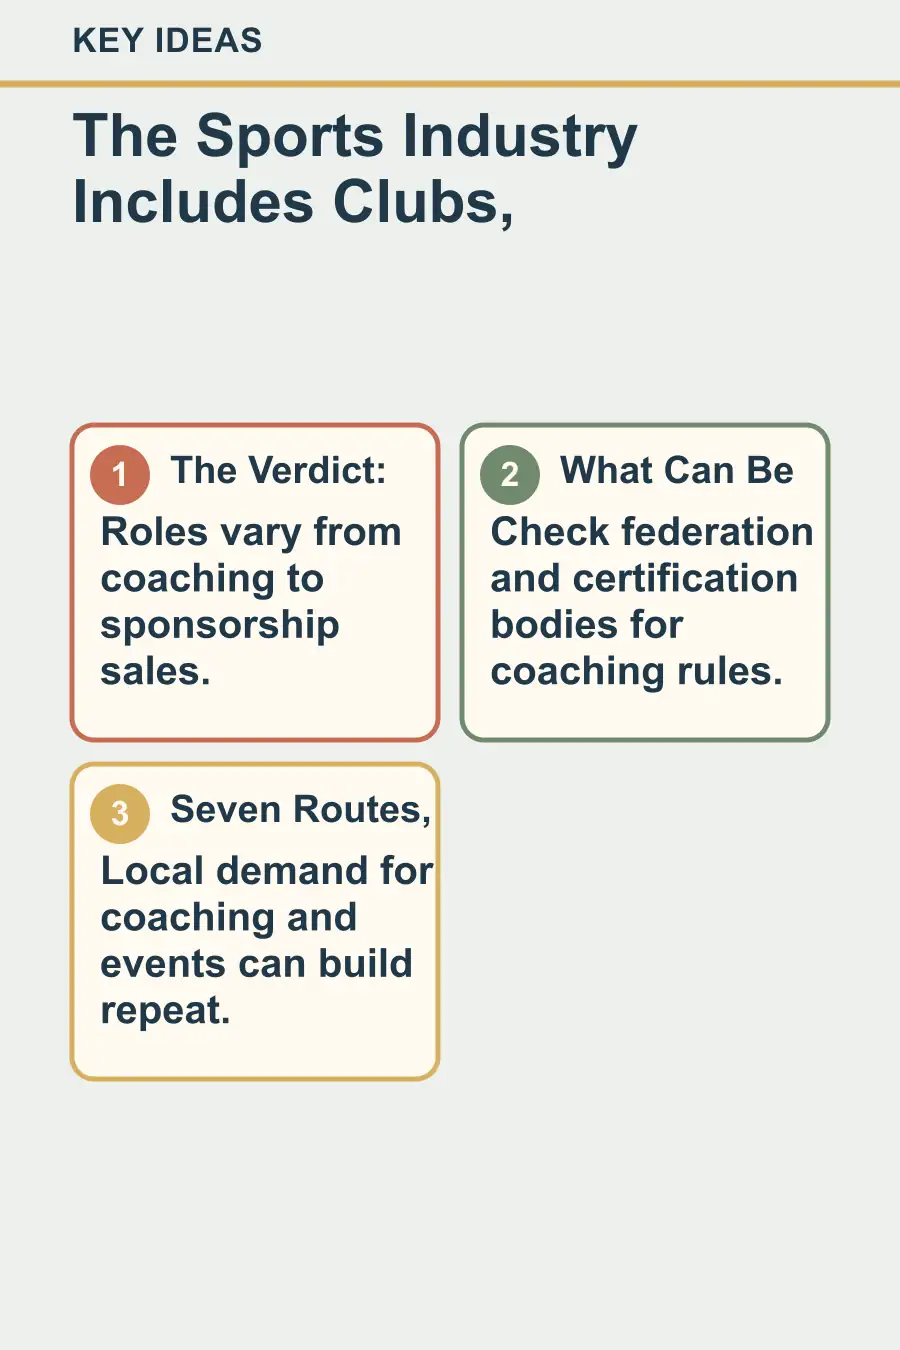 KEY IDEAS
The Sports Industry
Includes Clubs,
1 The Verdict:
Roles vary from
coaching to
sponsorship
sales.
2 What Can Be
Check federation
and certification
bodies for
coaching rules.
3 Seven Routes,
Local demand for
coaching and
events can build
repeat.